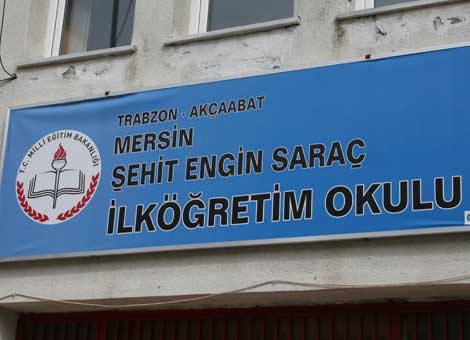 TRABZON - AKÇAABAT
MERSİN
ŞEHİT ENGİN SARAÇ
İLKÖĞRETİM OKULU
T.C. MİLLİ EĞİTİM BAKANLIĞI